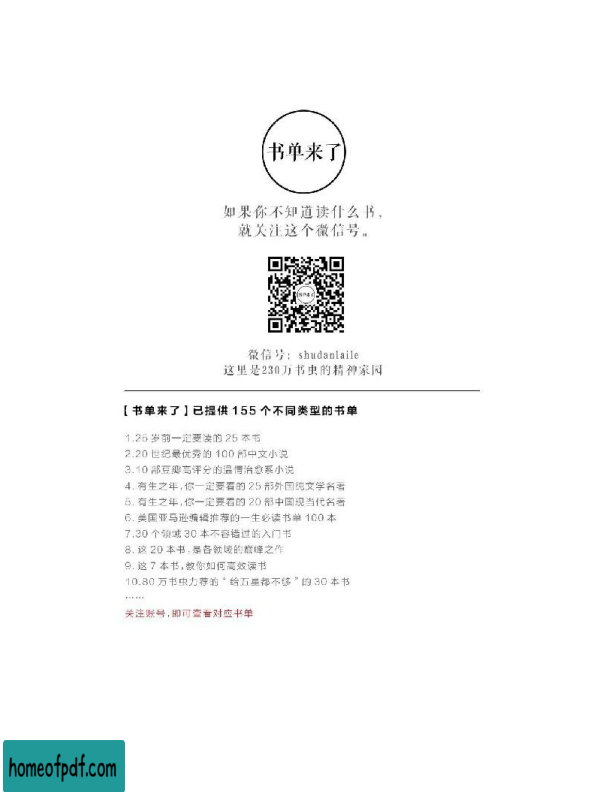 书单来了
如果你不知道读什么书，
就关注这个微信号。
书单来了
微信号：shudanlaile
这里是230万书虫的精神家园
【书单来了】已提供 155 个不同类型的书单
1.25 岁前一定要读的 25 本书
2.20 世纪最优秀的 100 部中文小说
3.10 部豆瓣高评分的温情治愈系小说
4. 有生之年，你一定要看的 25 部外国纯文学名著
5. 有生之年，你一定要看的 20 部中国现当代名著
6. 美国亚马逊编辑推荐的一生必读书单 100 本
7.30 个领域 30 本不容错过的入门书
8. 这 20 本书，是各领域的巅峰之作
9. 这 7 本书，教你如何高效读书
10.80 万书虫力荐的“给五星都不够”的 30 本书
……
关注账号，即可查看对应书单
homeofpdf.com